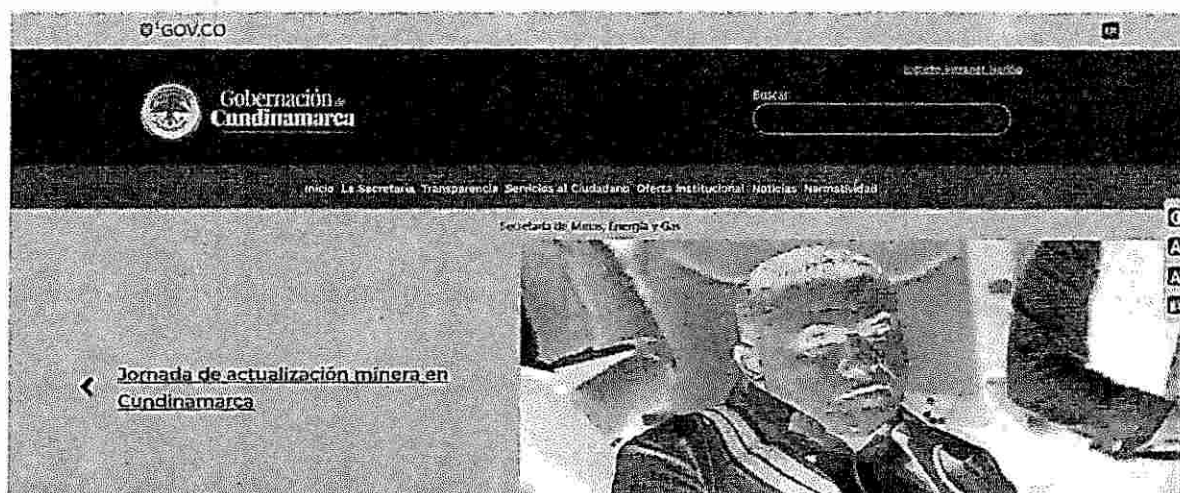 GOV.CO
EN
Gobernación de
Cundinamarca
Buscar
Inicio La Secretaría Transparencia Servicios al Ciudadano Oferta Institucional Noticias Normatividad
Secretaría de Minas, Energía y Gas
Jornada de actualización minera en
Cundinamarca